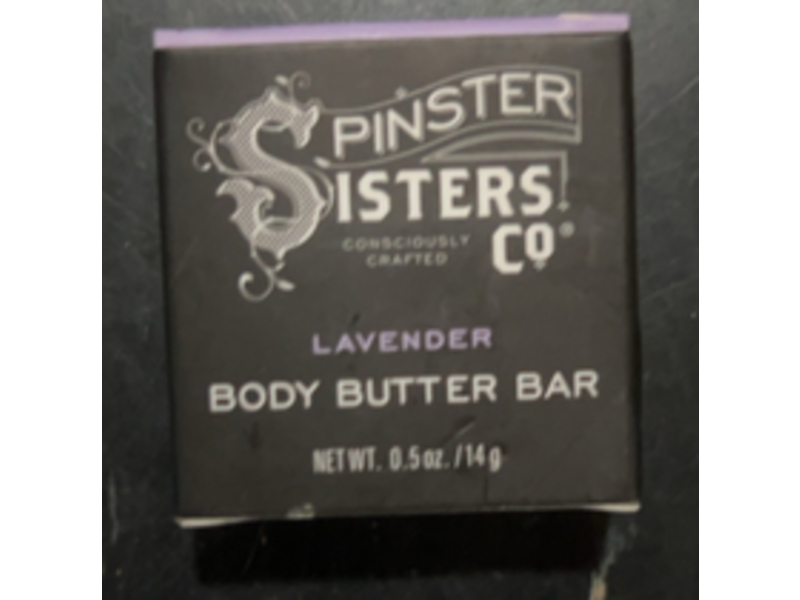 SPINSTER
SISTERS
CO®
CONSCIOUSLY
CRAFTED
LAVENDER
BODY BUTTER BAR
NET WT. 0.5 oz. / 14 g